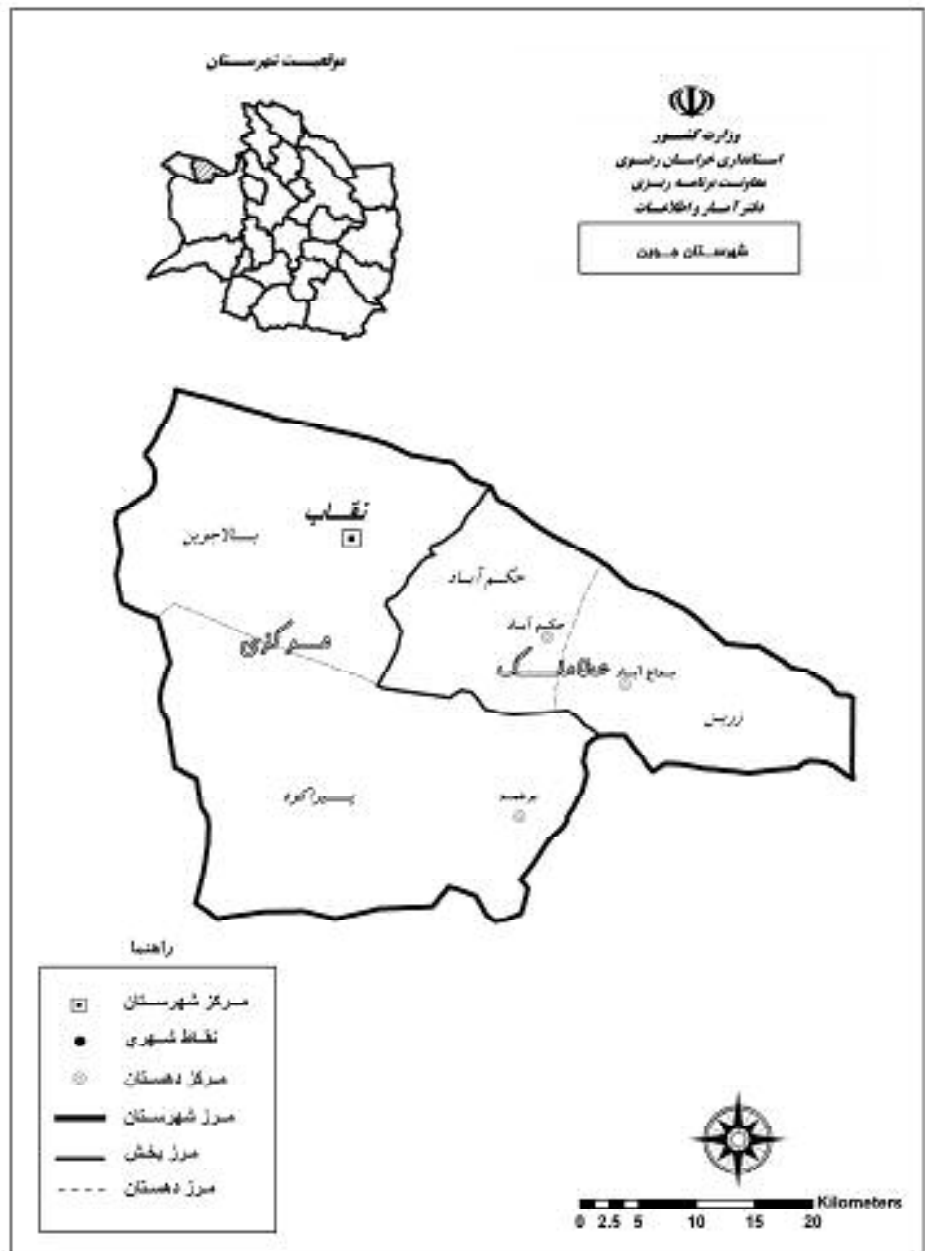 موقعیت شهرستان
وزارت کشور
استانداری خراسان رضوی
معاونت برنامه ریزی
دفتر آمار و اطلاعات
شهرستان جوین
نقاب
بالاجوین
حکم آباد
حکم آباد
مرکزی
عطاملک
زرین
پیراکوه
راهنما
مرکز شهرستان
نقاط شهری
مرکز دهستان
مرز شهرستان
مرز بخش
مرز دهستان
Kilometers
0 2.5 5 10 15 20